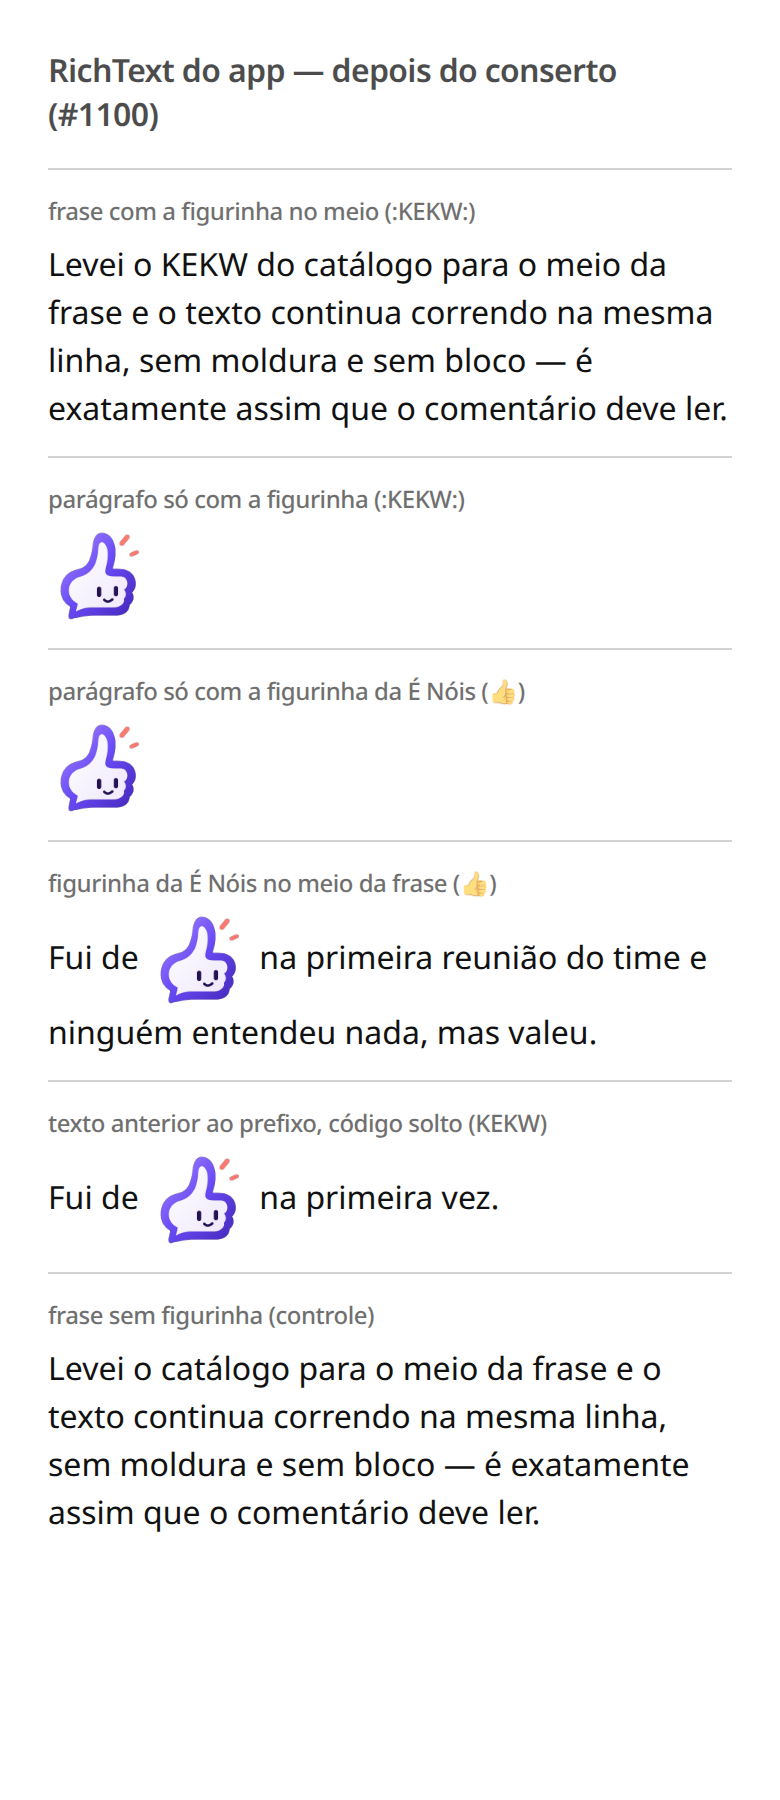 RichText do app — depois do conserto
(#1100)
frase com a figurinha no meio (:KEKW:)
Levei o KEKW do catálogo para o meio da
frase e o texto continua correndo na mesma
linha, sem moldura e sem bloco — é
exatamente assim que o comentário deve ler.
parágrafo só com a figurinha (:KEKW:)
parágrafo só com a figurinha da É Nóis (👍)
figurinha da É Nóis no meio da frase (👍)
Fui de na primeira reunião do time e
ninguém entendeu nada, mas valeu.
texto anterior ao prefixo, código solto (KEKW)
Fui de na primeira vez.
frase sem figurinha (controle)
Levei o catálogo para o meio da frase e o
texto continua correndo na mesma linha,
sem moldura e sem bloco — é exatamente
assim que o comentário deve ler.